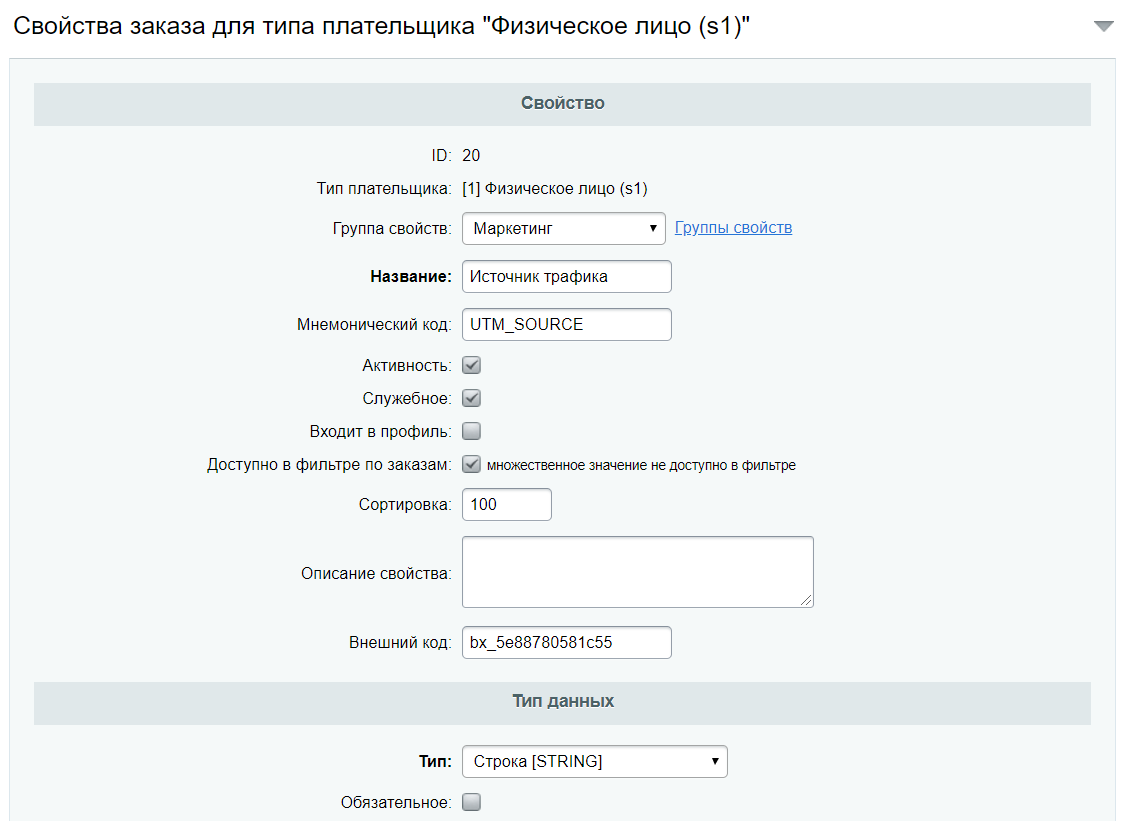 Свойства заказа для типа плательщика "Физическое лицо (s1)"
Свойство
ID: 20
Тип плательщика: [1] Физическое лицо (s1)
Группа свойств: Маркетинг Группы свойств
Название: Источник трафика
Мнемонический код: UTM_SOURCE
Активность:
Служебное:
Входит в профиль:
Доступно в фильтре по заказам: множественное значение не доступно в фильтре
Сортировка: 100
Описание свойства:
Внешний код: bx_5e88780581c55
Тип данных
Тип: Строка [STRING]
Обязательное: